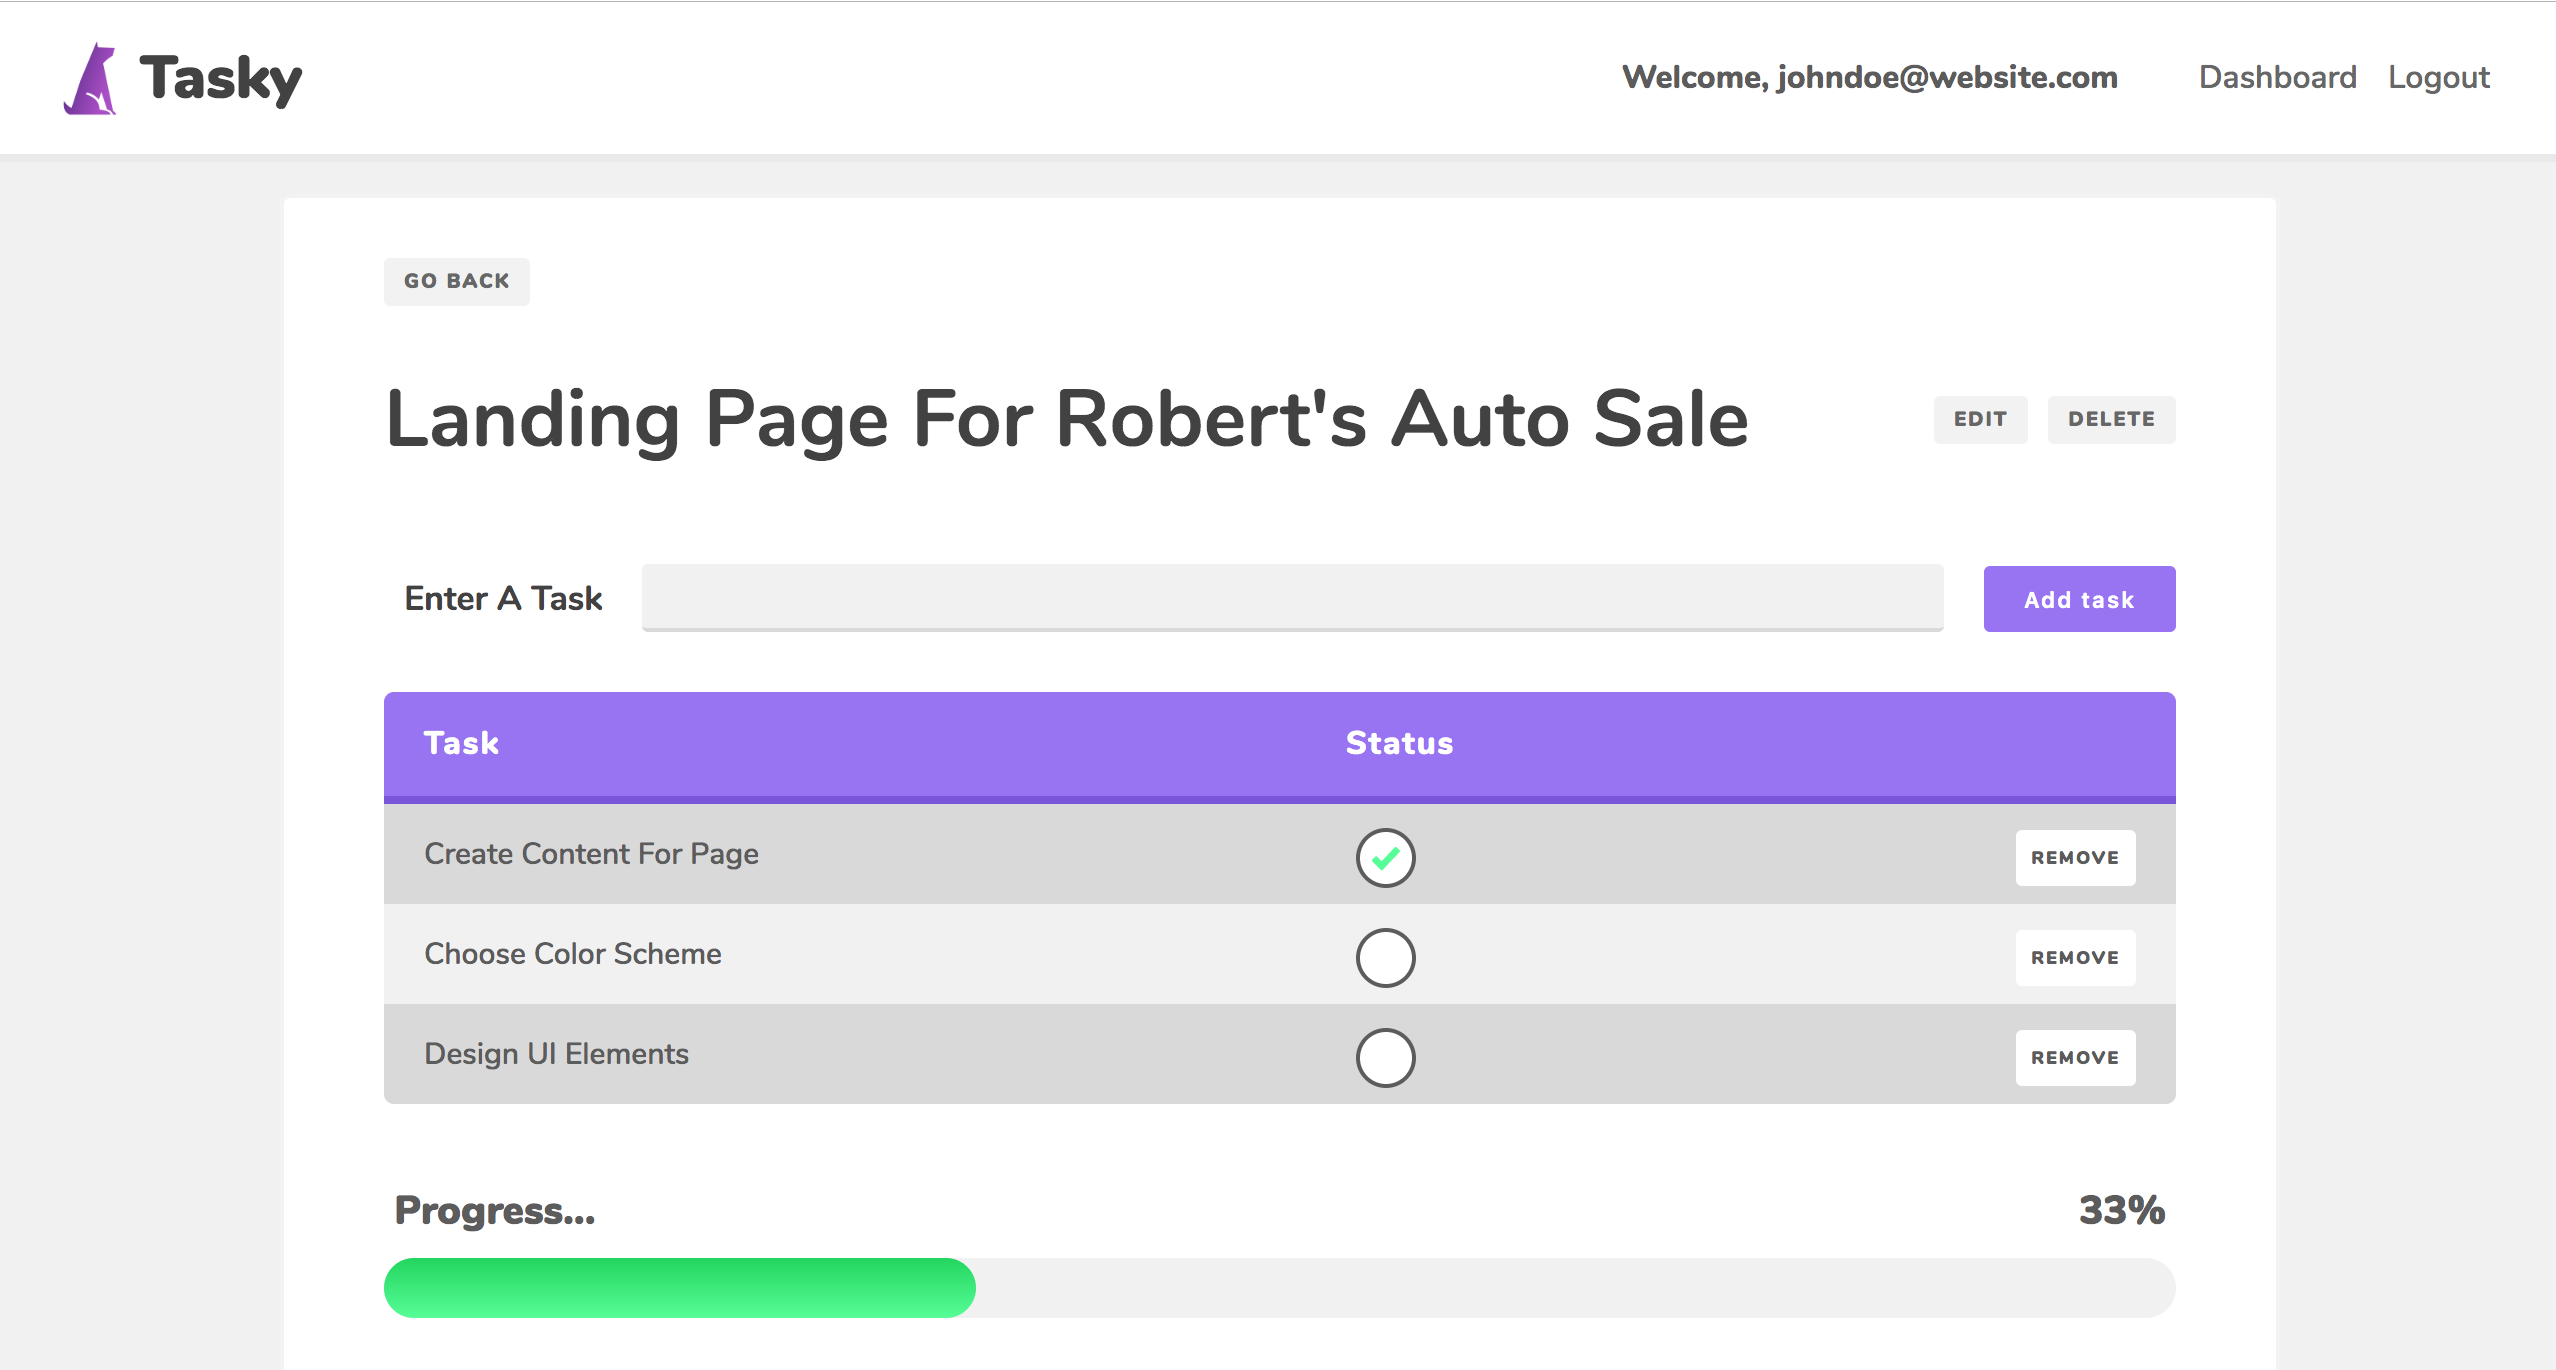 Tasky
Welcome, johndoe@website.com Dashboard Logout
GO BACK
Landing Page For Robert's Auto Sale EDIT DELETE
Enter A Task Add task
Task Status
Create Content For Page REMOVE
Choose Color Scheme REMOVE
Design UI Elements REMOVE
Progress... 33%